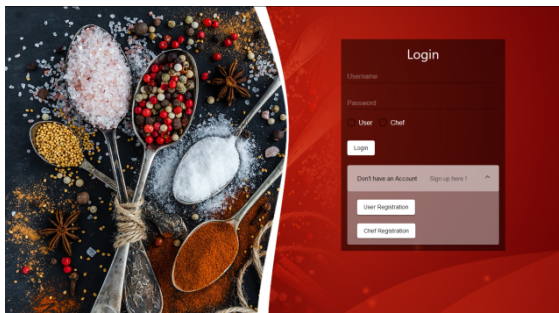 Login
Username
Password
User Chef
Login
Don't have an Account Sign up here !
User Registration
Chef Registration